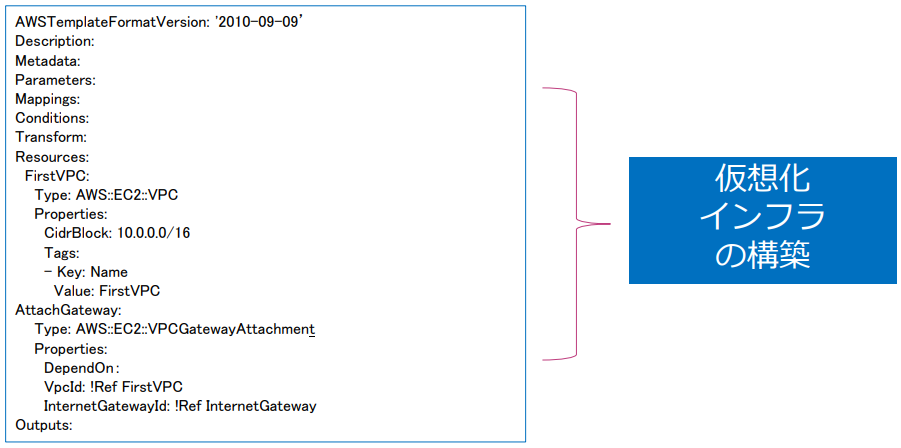 AWSTemplateFormatVersion: '2010-09-09’
Description:
Metadata:
Parameters:
Mappings:
Conditions:
Transform:
Resources:
FirstVPC:
Type: AWS::EC2::VPC
Properties:
CidrBlock: 10.0.0.0/16
Tags:
- Key: Name
Value: FirstVPC
AttachGateway:
Type: AWS::EC2::VPCGatewayAttachment
Properties:
DependOn：
VpcId: !Ref FirstVPC
InternetGatewayId: !Ref InternetGateway
Outputs:
仮想化
インフラ
の構築